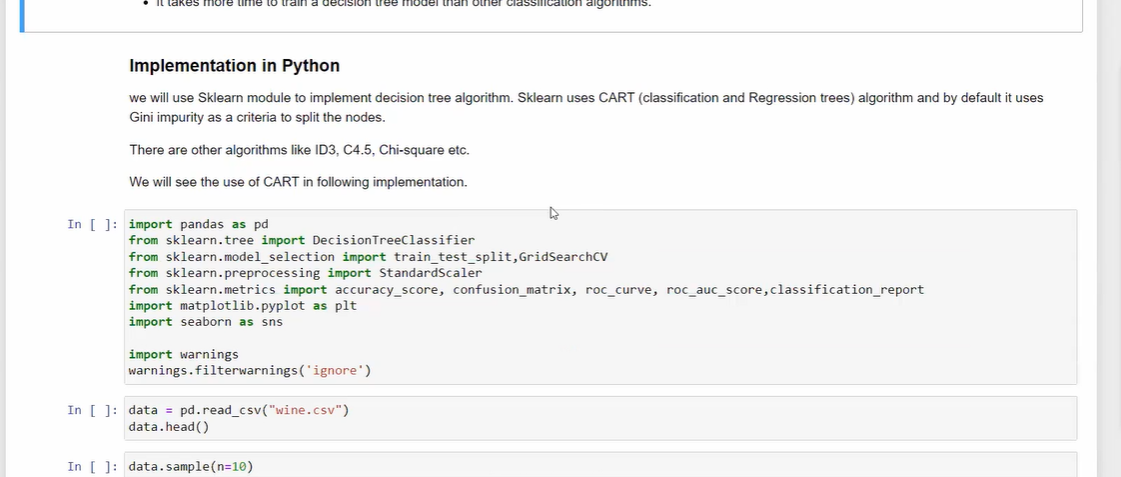 • It takes more time to train a decision tree model than other classification algorithms.
Implementation in Python
we will use Sklearn module to implement decision tree algorithm. Sklearn uses CART (classification and Regression trees) algorithm and by default it uses
Gini impurity as a criteria to split the nodes.
There are other algorithms like ID3, C4.5, Chi-square etc.
We will see the use of CART in following implementation.
In [ ]: import pandas as pd
from sklearn.tree import DecisionTreeClassifier
from sklearn.model_selection import train_test_split,GridSearchCV
from sklearn.preprocessing import StandardScaler
from sklearn.metrics import accuracy_score, confusion_matrix, roc_curve, roc_auc_score,classification_report
import matplotlib.pyplot as plt
import seaborn as sns
import warnings
warnings.filterwarnings('ignore')
In [ ]: data = pd.read_csv("wine.csv")
data.head()
In [ ]: data.sample(n=10)